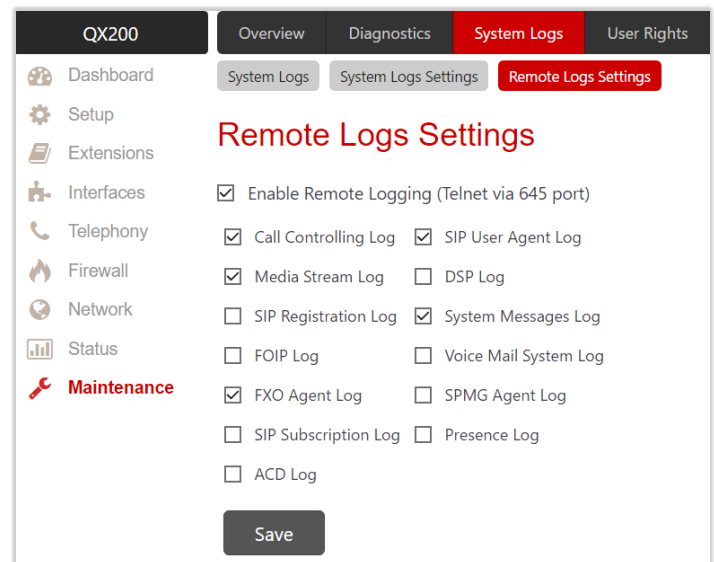 QX200
Overview
Diagnostics
System Logs
User Rights
Dashboard
Setup
Extensions
Interfaces
Telephony
Firewall
Network
Status
Maintenance
System Logs
System Logs Settings
Remote Logs Settings
Remote Logs Settings
Enable Remote Logging (Telnet via 645 port)
Call Controlling Log
SIP User Agent Log
Media Stream Log
DSP Log
SIP Registration Log
System Messages Log
FOIP Log
Voice Mail System Log
FXO Agent Log
SPMG Agent Log
SIP Subscription Log
Presence Log
ACD Log
Save